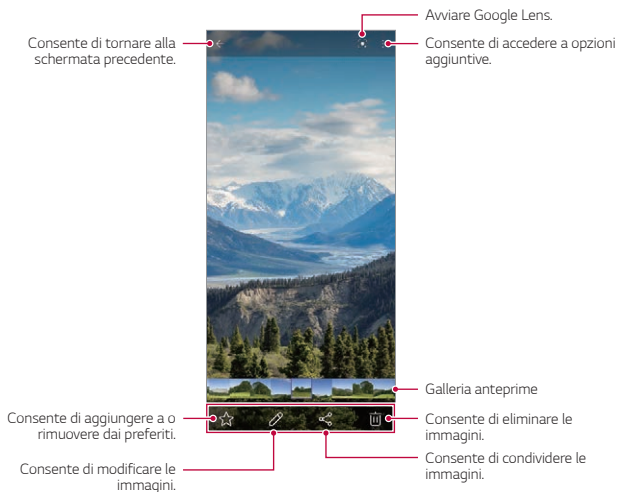 Avviare Google Lens.
Consente di tornare alla
schermata precedente.
Consente di accedere a opzioni
aggiuntive.
Galleria anteprime
Consente di aggiungere a o
rimuovere dai preferiti.
Consente di eliminare le
immagini.
Consente di modificare le
immagini.
Consente di condividere le
immagini.